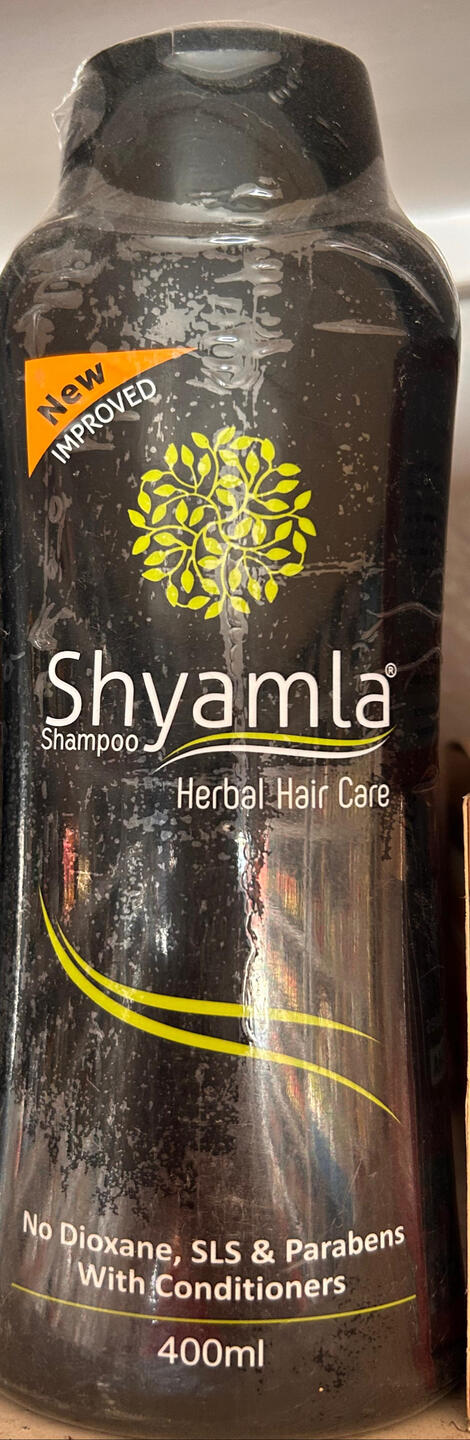 New
IMPROVED
Shyamla®
Shampoo
Herbal Hair Care
No Dioxane, SLS & Parabens
With Conditioners
400ml